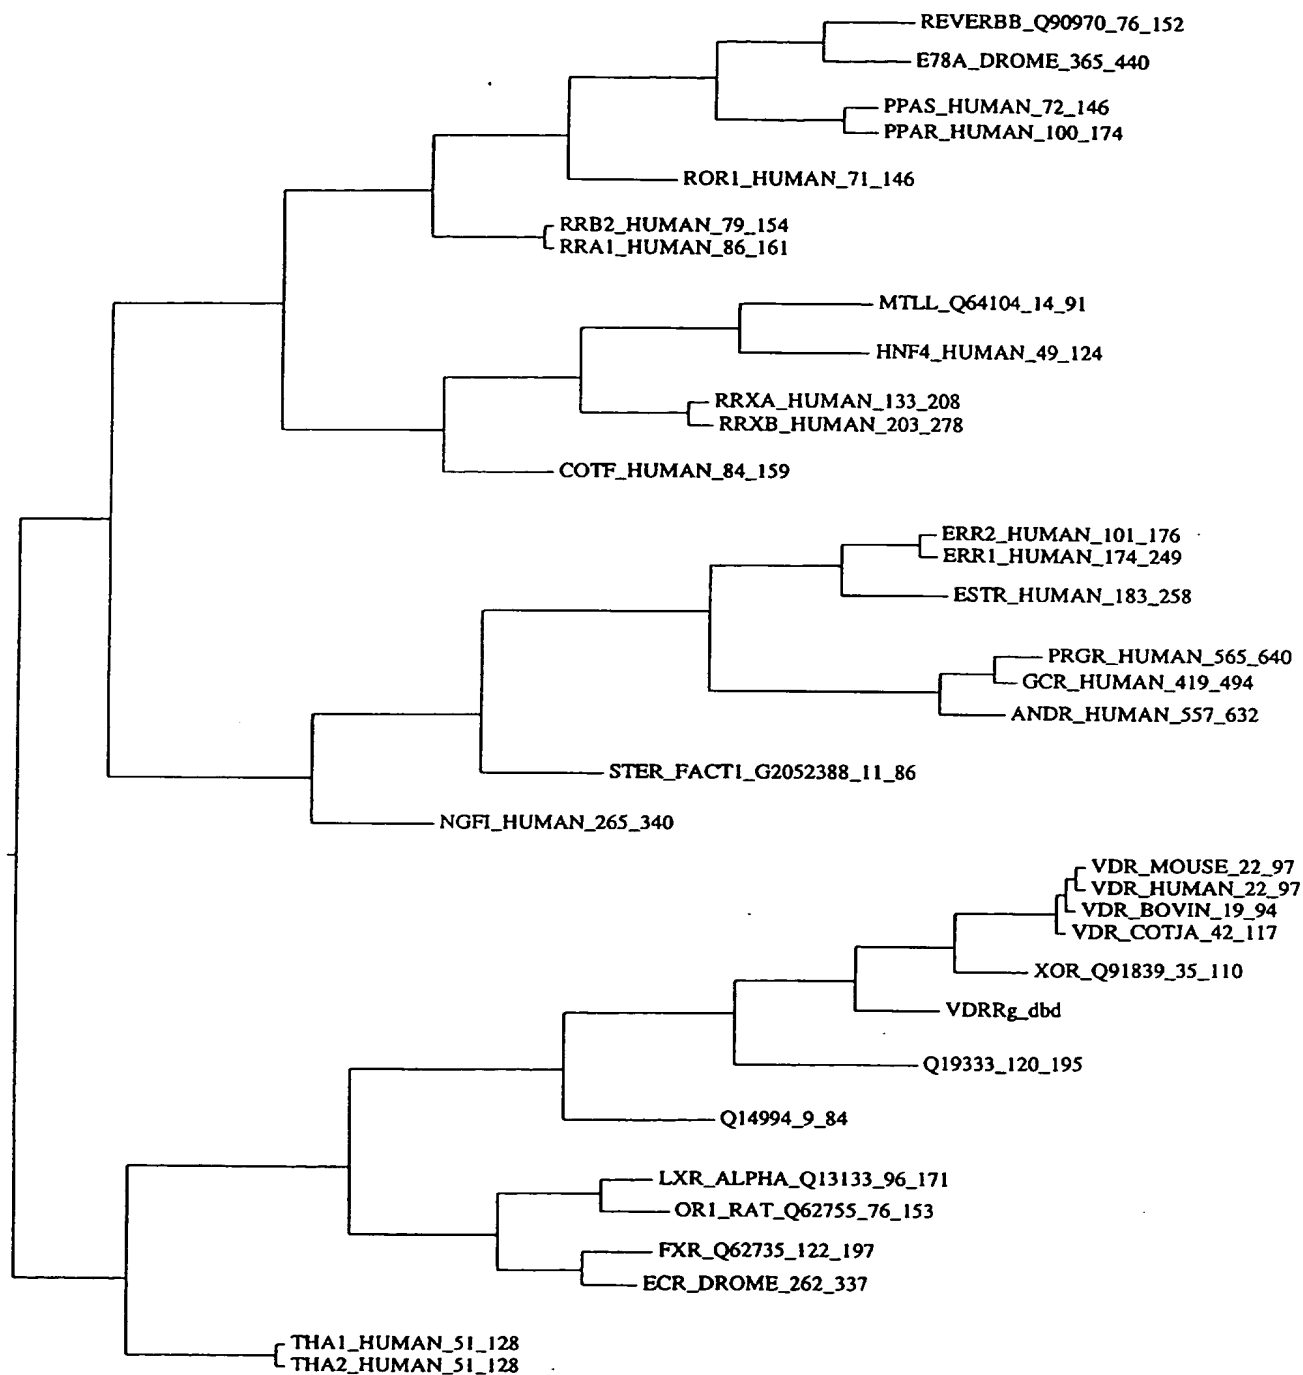 REVERBB_Q90970_76_152
E78A_DROME_365_440
PPAS_HUMAN_72_146
PPAR_HUMAN_100_174
ROR1_HUMAN_71_146
RRB2_HUMAN_79_154
RRA1_HUMAN_86_161
MTLL_Q64104_14_91
HNF4_HUMAN_49_124
RRXA_HUMAN_133_208
RRXB_HUMAN_203_278
COTF_HUMAN_84_159
ERR2_HUMAN_101_176
ERR1_HUMAN_174_249
ESTR_HUMAN_183_258
PRGR_HUMAN_565_640
GCR_HUMAN_419_494
ANDR_HUMAN_557_632
STER_FACT1_G2052388_11_86
NGFI_HUMAN_265_340
VDR_MOUSE_22_97
VDR_HUMAN_22_97
VDR_BOVIN_19_94
VDR_COTJA_42_117
XOR_Q91839_35_110
VDRRg_dbd
Q19333_120_195
Q14994_9_84
LXR_ALPHA_Q13133_96_171
OR1_RAT_Q62755_76_153
FXR_Q62735_122_197
ECR_DROME_262_337
THA1_HUMAN_51_128
THA2_HUMAN_51_128